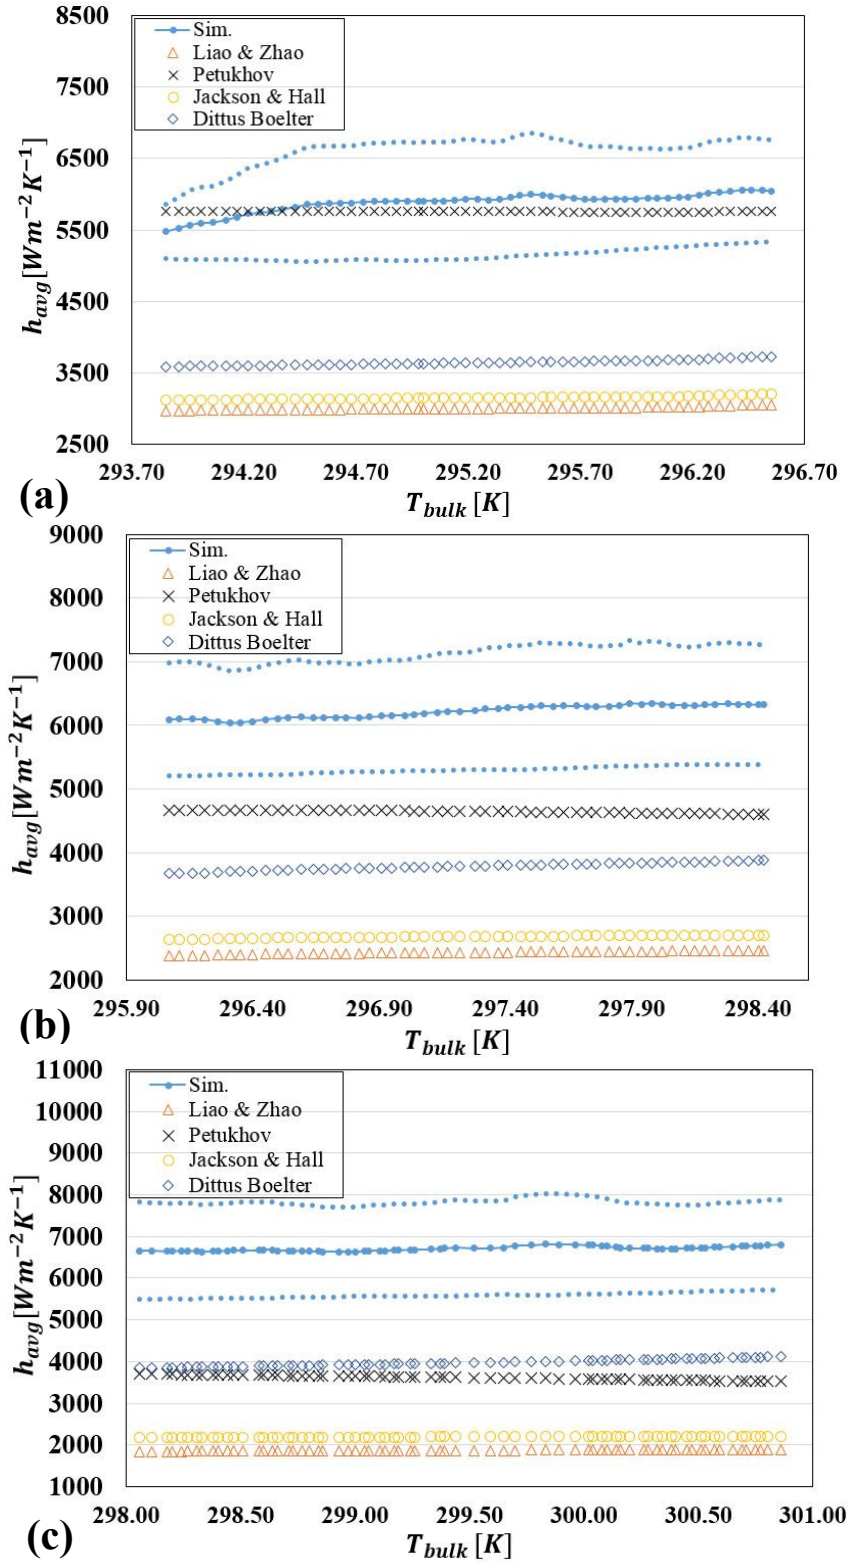 8500
7500
6500
5500
4500
3500
2500
h_avg[Wm^−2K^−1]
Sim.
Liao & Zhao
Petukhov
Jackson & Hall
Dittus Boelter
293.70 294.20 294.70 295.20 295.70 296.20 296.70
(a)
T_bulk [K]
9000
8000
7000
6000
5000
4000
3000
2000
h_avg[Wm^−2K^−1]
Sim.
Liao & Zhao
Petukhov
Jackson & Hall
Dittus Boelter
295.90 296.40 296.90 297.40 297.90 298.40
(b)
T_bulk [K]
11000
10000
9000
8000
7000
6000
5000
4000
3000
2000
1000
h_avg[Wm^−2K^−1]
Sim.
Liao & Zhao
Petukhov
Jackson & Hall
Dittus Boelter
298.00 298.50 299.00 299.50 300.00 300.50 301.00
(c)
T_bulk [K]